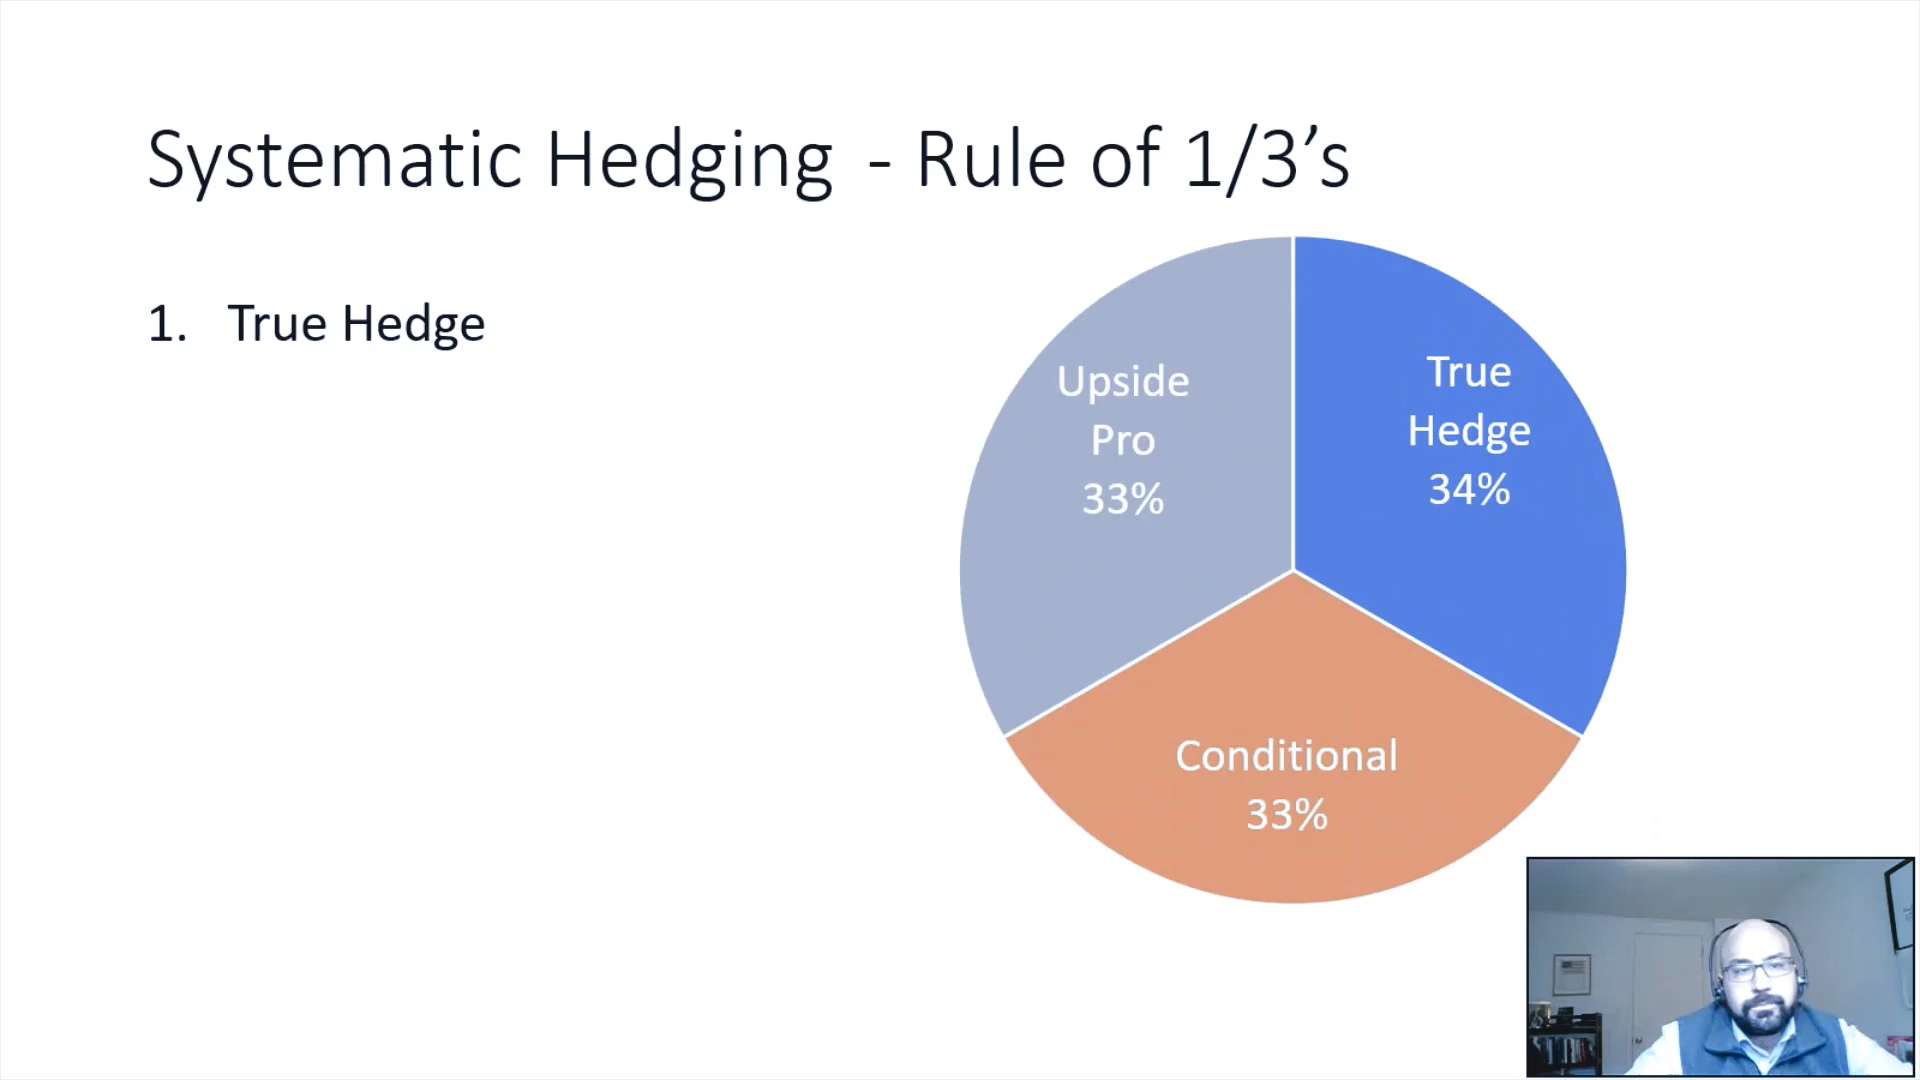 Systematic Hedging - Rule of 1/3’s
1. True Hedge
Upside
Pro
33%
True
Hedge
34%
Conditional
33%